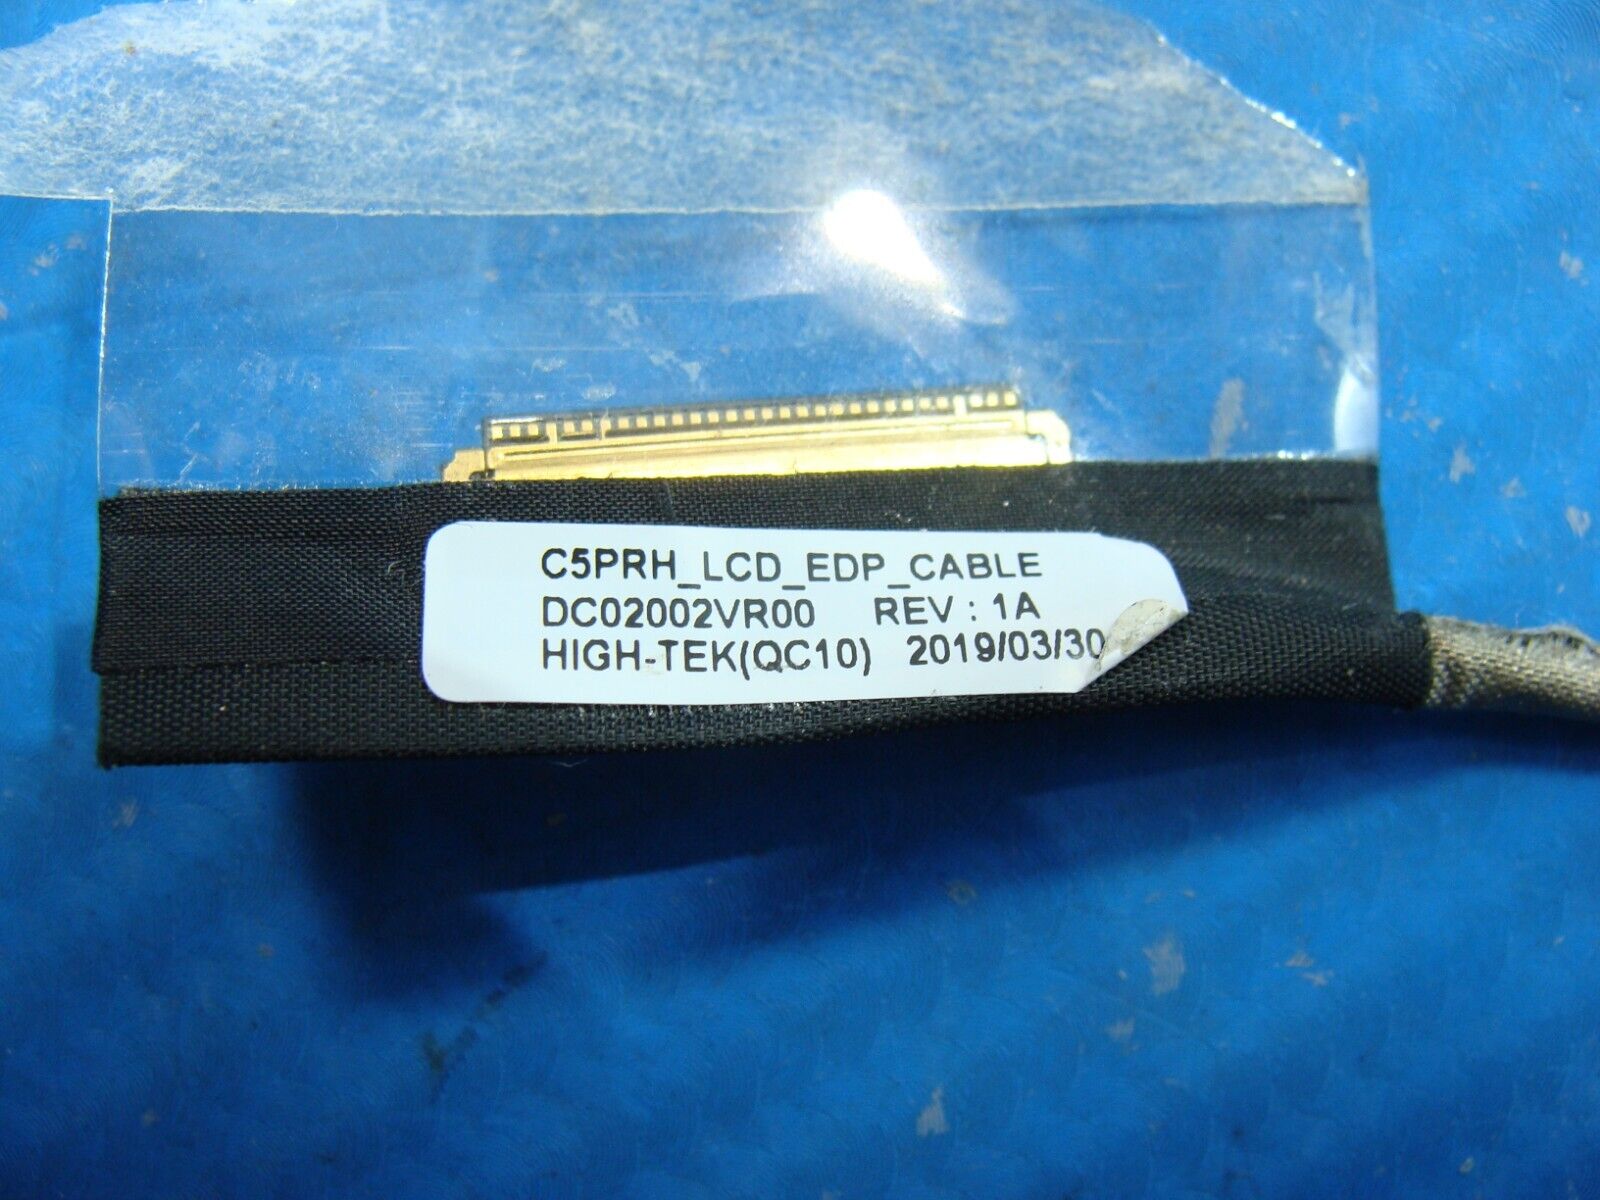 C5PRH_LCD_EDP_CABLE
DC02002VR00 REV : 1A
HIGH-TEK(QC10) 2019/03/30